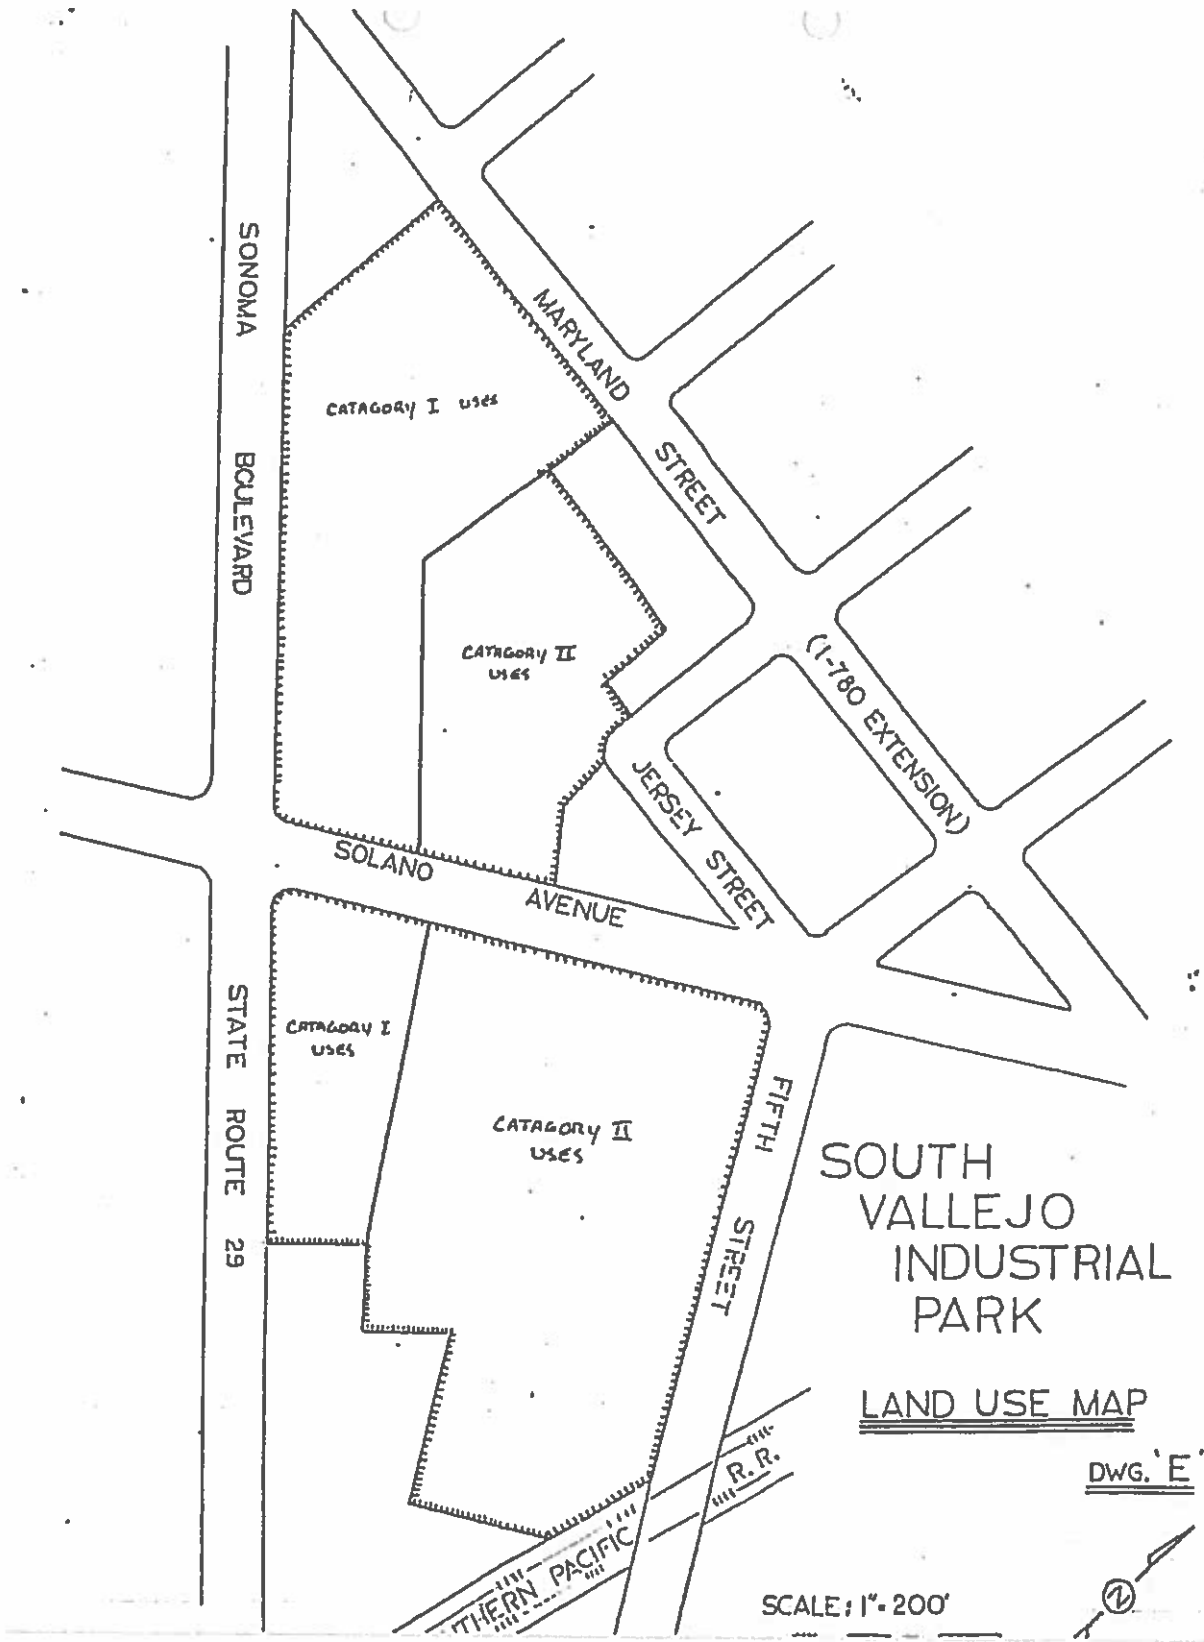 SONOMA BOULEVARD
MARYLAND STREET
(I-780 EXTENSION)
CATAGORY I USES
CATAGORY II
USES
JERSEY STREET
SOLANO AVENUE
STATE ROUTE 29
CATAGORY I
USES
CATAGORY II
USES
FIFTH STREET
SOUTH
VALLEJO
INDUSTRIAL
PARK
LAND USE MAP
DWG. 'E'
THERN PACIFIC R.R.
SCALE: 1"=200'
N